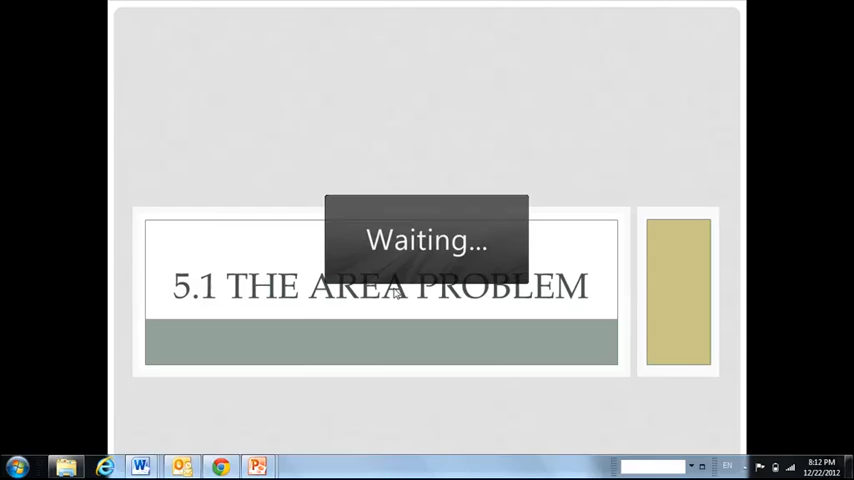 Waiting...
5.1 THE AREA PROBLEM
EN
8:12 PM
12/22/2012